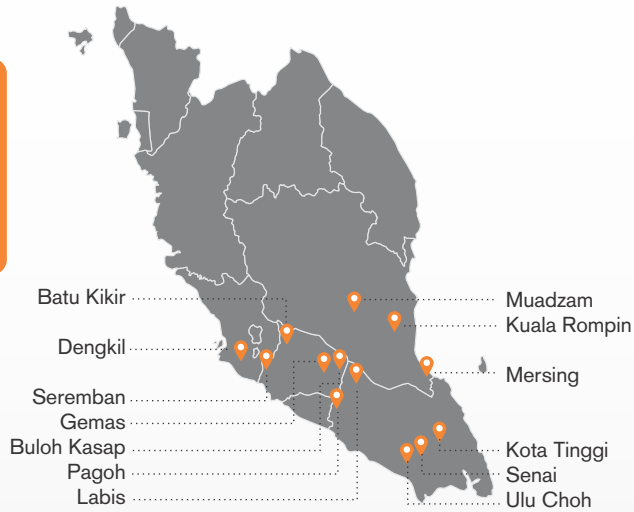 Batu Kikir
Dengkil
Seremban
Gemas
Buloh Kasap
Pagoh
Labis
Muadzam
Kuala Rompin
Mersing
Kota Tinggi
Senai
Ulu Choh